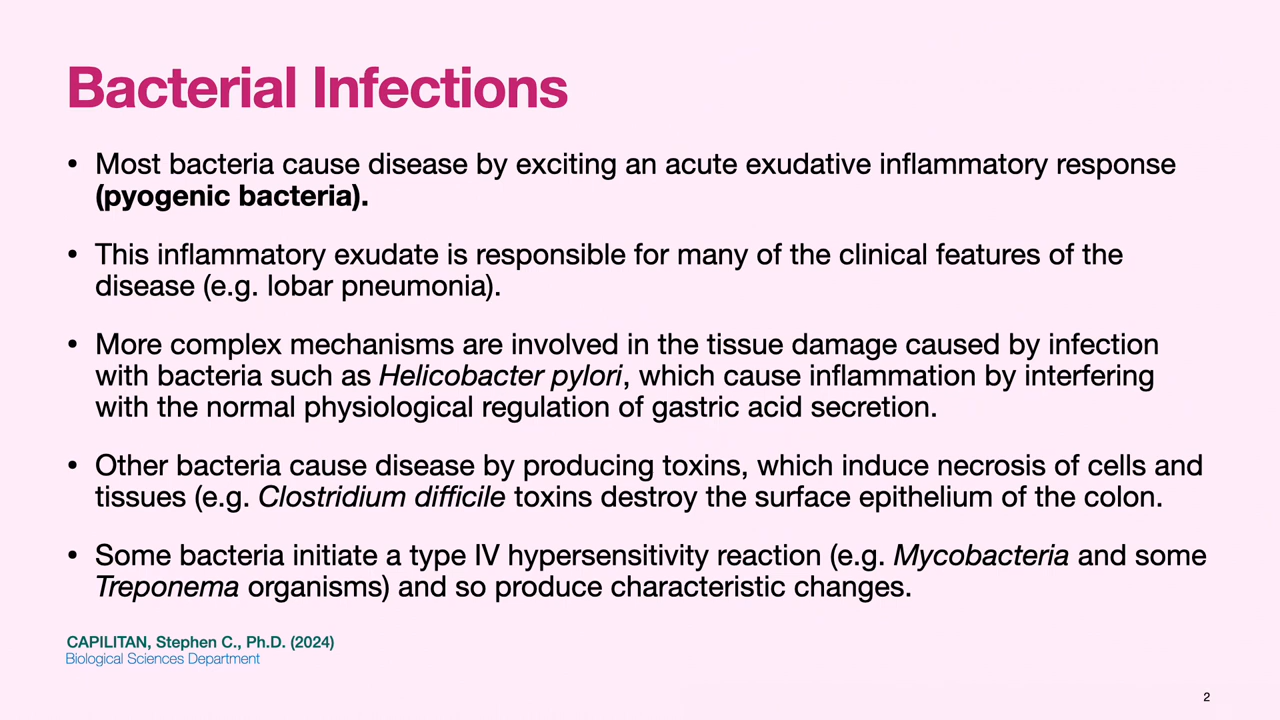 Bacterial Infections
• Most bacteria cause disease by exciting an acute exudative inflammatory response
(pyogenic bacteria).
• This inflammatory exudate is responsible for many of the clinical features of the
disease (e.g. lobar pneumonia).
• More complex mechanisms are involved in the tissue damage caused by infection
with bacteria such as Helicobacter pylori, which cause inflammation by interfering
with the normal physiological regulation of gastric acid secretion.
• Other bacteria cause disease by producing toxins, which induce necrosis of cells and
tissues (e.g. Clostridium difficile toxins destroy the surface epithelium of the colon.
• Some bacteria initiate a type IV hypersensitivity reaction (e.g. Mycobacteria and some
Treponema organisms) and so produce characteristic changes.
CAPILITAN, Stephen C., Ph.D. (2024)
Biological Sciences Department
2